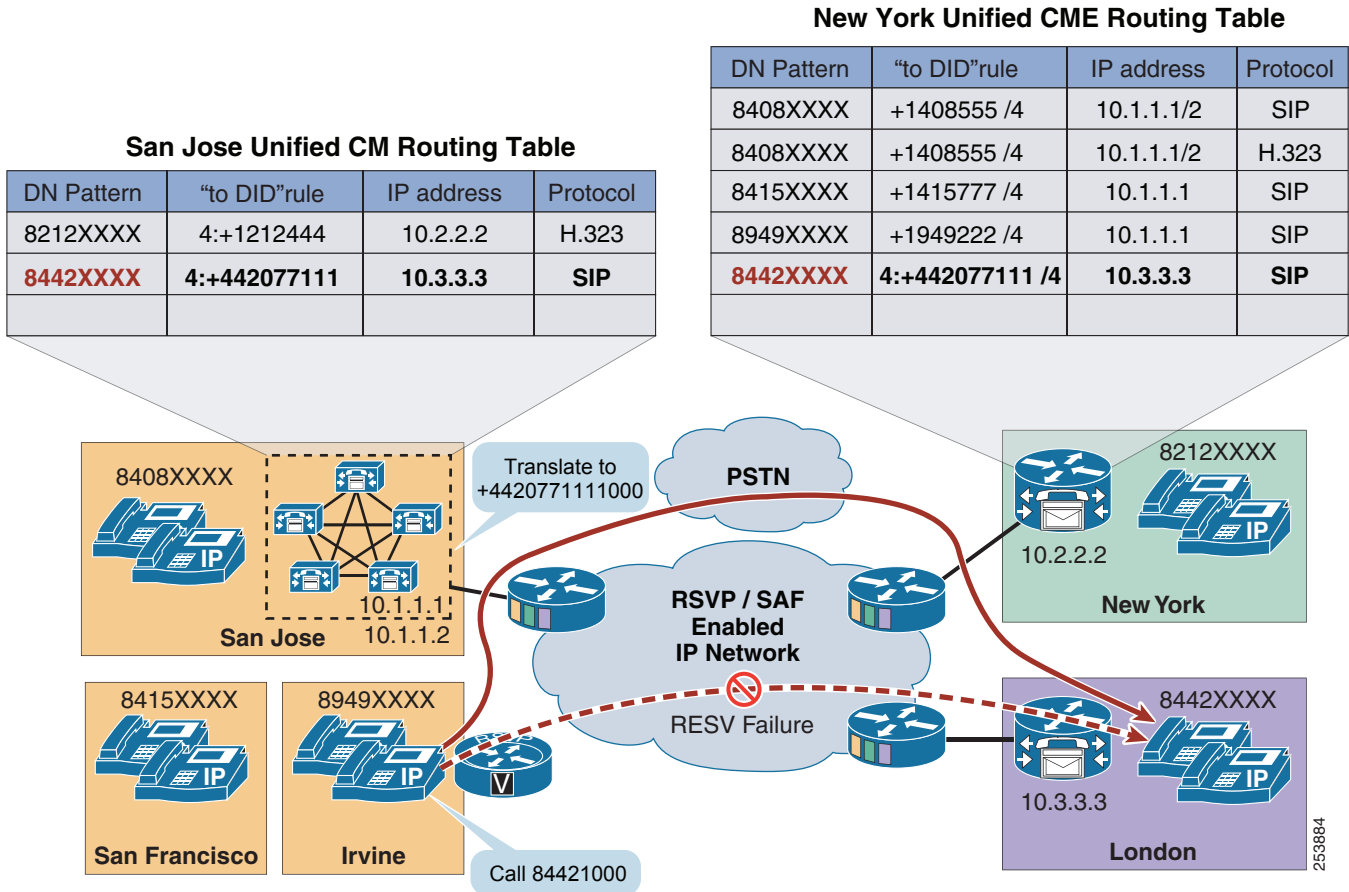 New York Unified CME Routing Table
DN Pattern "to DID"rule IP address Protocol
8408XXXX +1408555 /4 10.1.1.1/2 SIP
8408XXXX +1408555 /4 10.1.1.1/2 H.323
8415XXXX +1415777 /4 10.1.1.1 SIP
8949XXXX +1949222 /4 10.1.1.1 SIP
8442XXXX 4:+442077111 /4 10.3.3.3 SIP
San Jose Unified CM Routing Table
DN Pattern "to DID"rule IP address Protocol
8212XXXX 4:+1212444 10.2.2.2 H.323
8442XXXX 4:+442077111 10.3.3.3 SIP
8408XXXX
IP
10.1.1.1
10.1.1.2
San Jose
Translate to
+4420771111000
PSTN
8212XXXX
IP
10.2.2.2
New York
RSVP / SAF
Enabled
IP Network
RESV Failure
8415XXXX
IP
San Francisco
8949XXXX
IP
Irvine
V
Call 84421000
8442XXXX
IP
10.3.3.3
London
253884